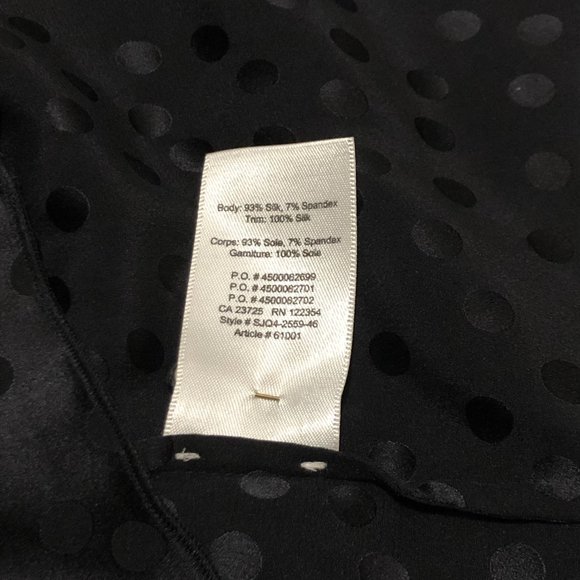 Body: 93% Silk, 7% Spandex
Trim: 100% Silk
Corps: 93% Soie, 7% Spandex
Garniture: 100% Soie
P.O. # 4500062699
P.O. # 4500062701
P.O. # 4500062702
CA 23725 RN 122354
Style # SJQ4-2559-46
Article # 61001